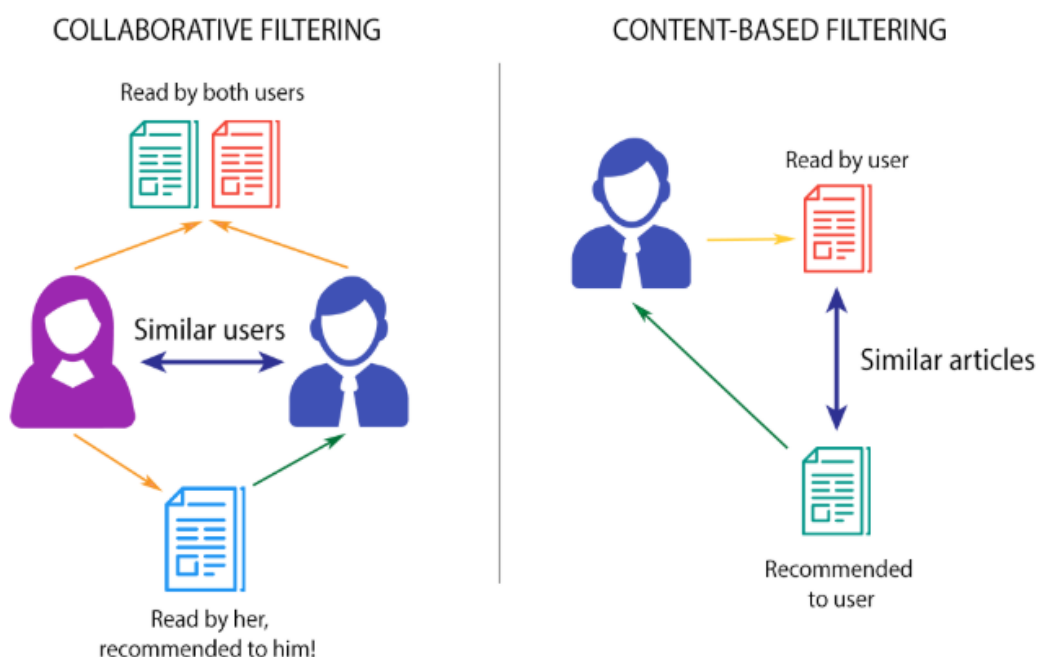 COLLABORATIVE FILTERING
Read by both users
Similar users
Read by her,
recommended to him!
CONTENT-BASED FILTERING
Read by user
Similar articles
Recommended
to user